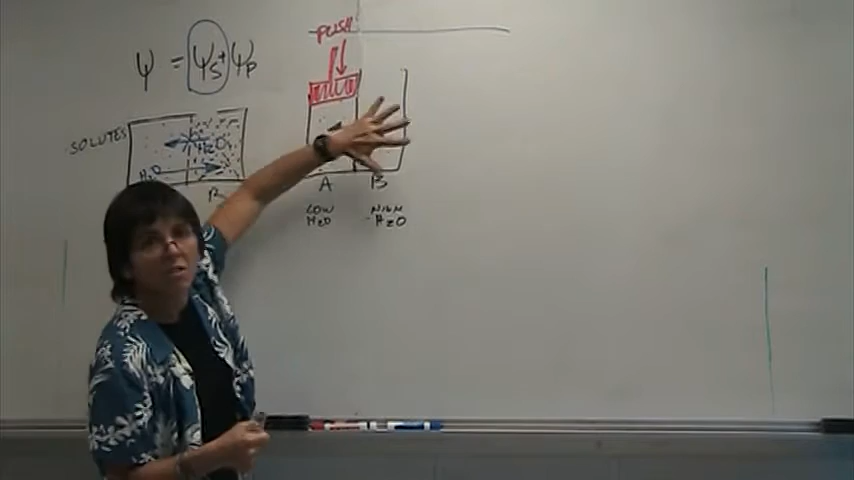 PUSH
Ψ = Ψs + Ψp
SOLUTES
H₂O
H₂O
A
B
LOW
H₂O
HIGH
H₂O